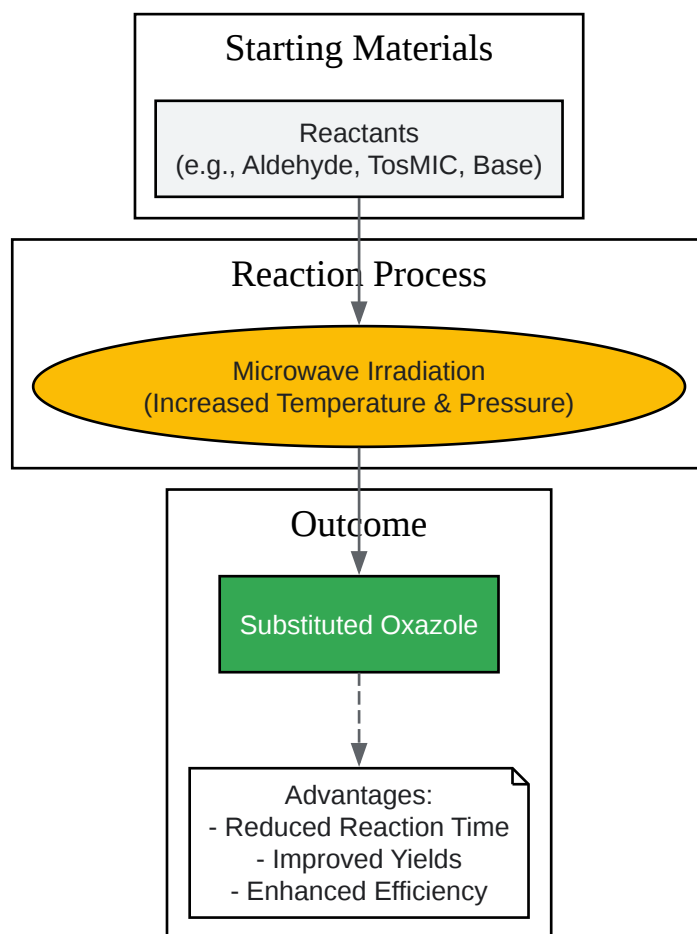 Starting Materials
Reactants
(e.g., Aldehyde, TosMIC, Base)
Reaction Process
Microwave Irradiation
(Increased Temperature & Pressure)
Outcome
Substituted Oxazole
Advantages:
- Reduced Reaction Time
- Improved Yields
- Enhanced Efficiency